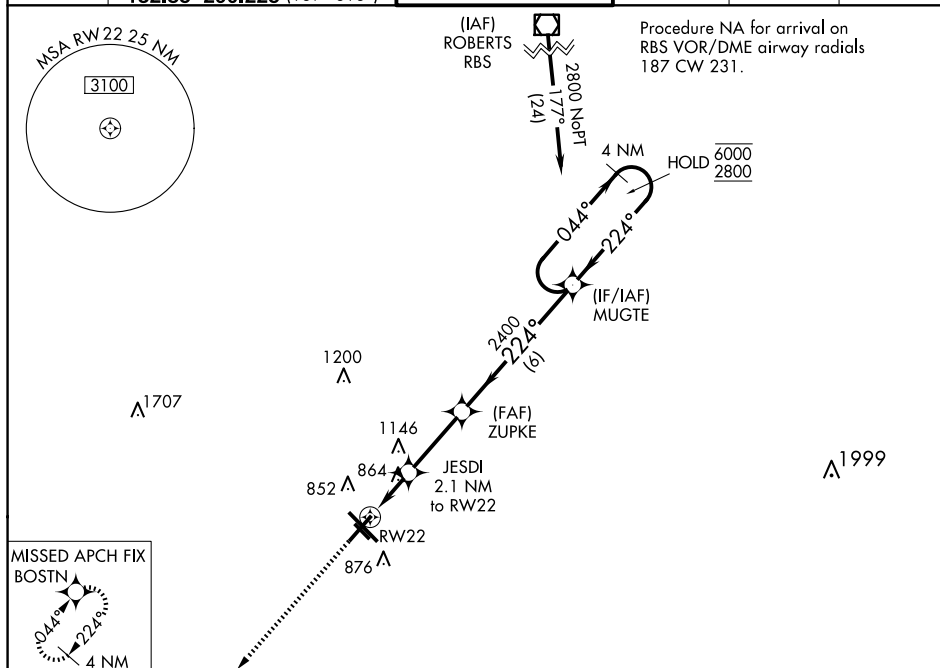 MSA RW 22 25 NM
3100
(IAF)
ROBERTS
RBS
Procedure NA for arrival on
RBS VOR/DME airway radials
187 CW 231.
2800 NoPT
177°
(24)
4 NM
HOLD
6000
2800
044°
224°
(IF/IAF)
MUGTE
2400
224°
(6)
1200
1707
(FAF)
ZUPKE
1146
864
JESDI
2.1 NM
to RW22
852
1999
RW22
876
MISSED APCH FIX
BOSTN
044°
224°
4 NM